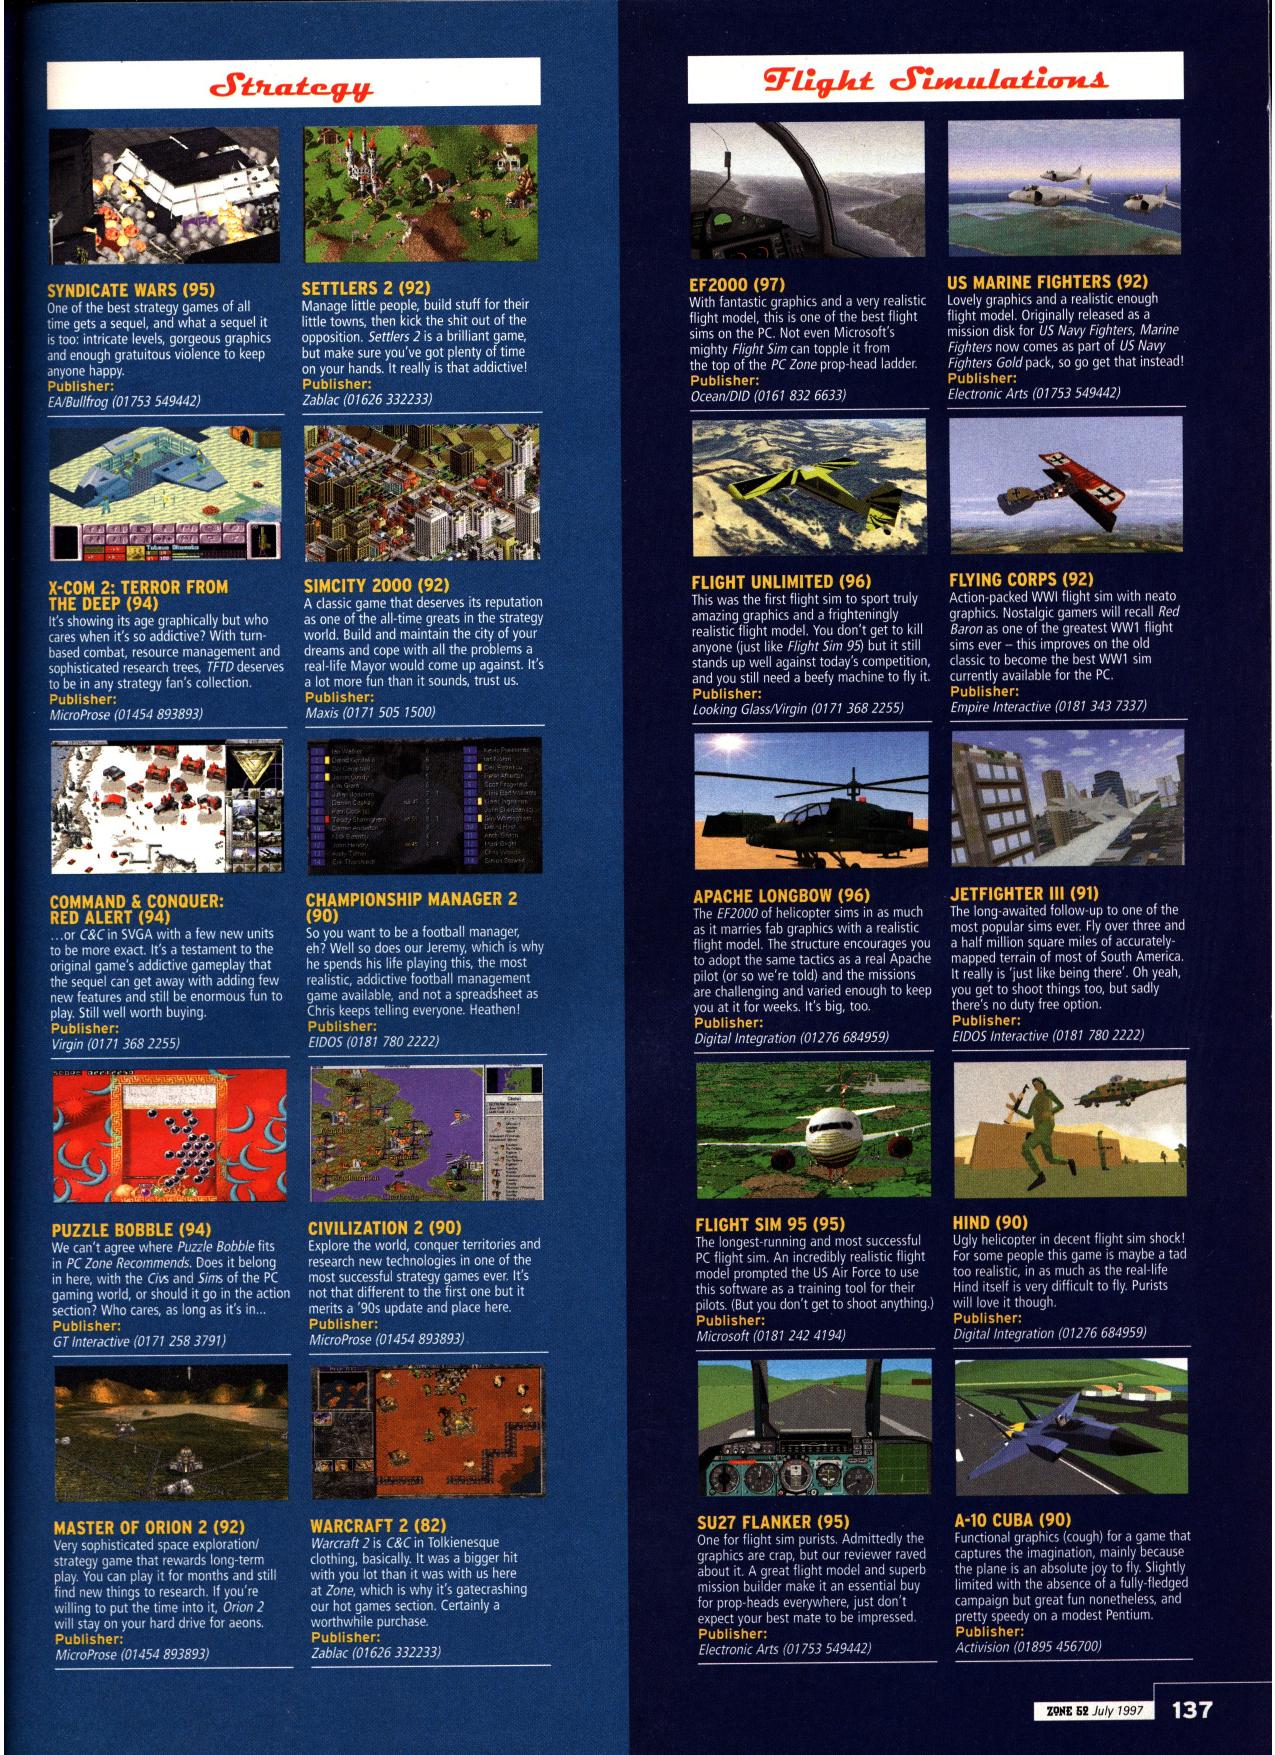 Strategy
SYNDICATE WARS (95)
One of the best strategy games of all
time gets a sequel, and what a sequel it
is too: intricate levels, gorgeous graphics
and enough gratuitous violence to keep
anyone happy.
Publisher:
EA/Bullfrog (01753 549442)
SETTLERS 2 (92)
Manage little people, build stuff for their
little towns, then kick the shit out of the
opposition. Settlers 2 is a brilliant game,
but make sure you've got plenty of time
on your hands. It really is that addictive!
Publisher:
Zablac (01626 332233)
X-COM 2: TERROR FROM
THE DEEP (94)
It's showing its age graphically but who
cares when it's so addictive? With turn-
based combat, resource management and
sophisticated research trees, TFTD deserves
to be in any strategy fan's collection.
Publisher:
MicroProse (01454 893893)
SIMCITY 2000 (92)
A classic game that deserves its reputation
as one of the all-time greats in the strategy
world. Build and maintain the city of your
dreams and cope with all the problems a
real-life Mayor would come up against. It's
a lot more fun than it sounds, trust us.
Publisher:
Maxis (0171 505 1500)
COMMAND & CONQUER:
RED ALERT (94)
...or C&C in SVGA with a few new units
to be more exact. It's a testament to the
original game's addictive gameplay that
the sequel can get away with adding few
new features and still be enormous fun to
play. Still well worth buying.
Publisher:
Virgin (0171 368 2255)
CHAMPIONSHIP MANAGER 2
(90)
So you want to be a football manager,
eh? Well so does our Jeremy, which is why
he spends his life playing this, the most
realistic, addictive football management
game available, and not a spreadsheet as
Chris keeps telling everyone. Heathen!
Publisher:
EIDOS (0181 780 2222)
PUZZLE BOBBLE (94)
We can't agree where Puzzle Bobble fits
in PC Zone Recommends. Does it belong
in here, with the Civs and Sims of the PC
gaming world, or should it go in the action
section? Who cares, as long as it's in...
Publisher:
GT Interactive (0171 258 3791)
CIVILIZATION 2 (90)
Explore the world, conquer territories and
research new technologies in one of the
most successful strategy games ever. It's
not that different to the first one but it
merits a '90s update and place here.
Publisher:
MicroProse (01454 893893)
MASTER OF ORION 2 (92)
Very sophisticated space exploration/
strategy game that rewards long-term
play. You can play it for months and still
find new things to research. If you're
willing to put the time into it, Orion 2
will stay on your hard drive for aeons.
Publisher:
MicroProse (01454 893893)
WARCRAFT 2 (82)
Warcraft 2 is C&C in Tolkienesque
clothing, basically. It was a bigger hit
with you lot than it was with us here
at Zone, which is why it's gatecrashing
our hot games section. Certainly a
worthwhile purchase.
Publisher:
Zablac (01626 332233)
Flight Simulations
EF2000 (97)
With fantastic graphics and a very realistic
flight model, this is one of the best flight
sims on the PC. Not even Microsoft's
mighty Flight Sim can topple it from
the top of the PC Zone prop-head ladder.
Publisher:
Ocean/DID (0161 832 6633)
US MARINE FIGHTERS (92)
Lovely graphics and a realistic enough
flight model. Originally released as a
mission disk for US Navy Fighters, Marine
Fighters now comes as part of US Navy
Fighters Gold pack, so go get that instead!
Publisher:
Electronic Arts (01753 549442)
FLIGHT UNLIMITED (96)
This was the first flight sim to sport truly
amazing graphics and a frighteningly
realistic flight model. You don't get to kill
anyone (just like Flight Sim 95) but it still
stands up well against today's competition,
and you still need a beefy machine to fly it.
Publisher:
Looking Glass/Virgin (0171 368 2255)
FLYING CORPS (92)
Action-packed WWI flight sim with neato
graphics. Nostalgic gamers will recall Red
Baron as one of the greatest WW1 flight
sims ever – this improves on the old
classic to become the best WW1 sim
currently available for the PC.
Publisher:
Empire Interactive (0181 343 7337)
APACHE LONGBOW (96)
The EF2000 of helicopter sims in as much
as it marries fab graphics with a realistic
flight model. The structure encourages you
to adopt the same tactics as a real Apache
pilot (or so we're told) and the missions
are challenging and varied enough to keep
you at it for weeks. It's big, too.
Publisher:
Digital Integration (01276 684959)
JETFIGHTER III (91)
The long-awaited follow-up to one of the
most popular sims ever. Fly over three and
a half million square miles of accurately-
mapped terrain of most of South America.
It really is 'just like being there'. Oh yeah,
you get to shoot things too, but sadly
there's no duty free option.
Publisher:
EIDOS Interactive (0181 780 2222)
FLIGHT SIM 95 (95)
The longest-running and most successful
PC flight sim. An incredibly realistic flight
model prompted the US Air Force to use
this software as a training tool for their
pilots. (But you don't get to shoot anything.)
Publisher:
Microsoft (0181 242 4194)
HIND (90)
Ugly helicopter in decent flight sim shock!
For some people this game is maybe a tad
too realistic, in as much as the real-life
Hind itself is very difficult to fly. Purists
will love it though.
Publisher:
Digital Integration (01276 684959)
SU27 FLANKER (95)
One for flight sim purists. Admittedly the
graphics are crap, but our reviewer raved
about it. A great flight model and superb
mission builder make it an essential buy
for prop-heads everywhere, just don't
expect your best mate to be impressed.
Publisher:
Electronic Arts (01753 549442)
A-10 CUBA (90)
Functional graphics (cough) for a game that
captures the imagination, mainly because
the plane is an absolute joy to fly. Slightly
limited with the absence of a fully-fledged
campaign but great fun nonetheless, and
pretty speedy on a modest Pentium.
Publisher:
Activision (01895 456700)
ZONE 52 July 1997 137